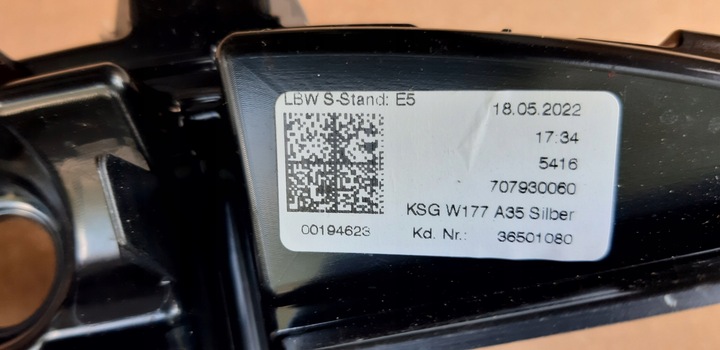 LBW S-Stand: E5
18.05.2022
17:34
5416
707930060
KSG W177 A35 Silber
00194623
Kd. Nr.: 36501080